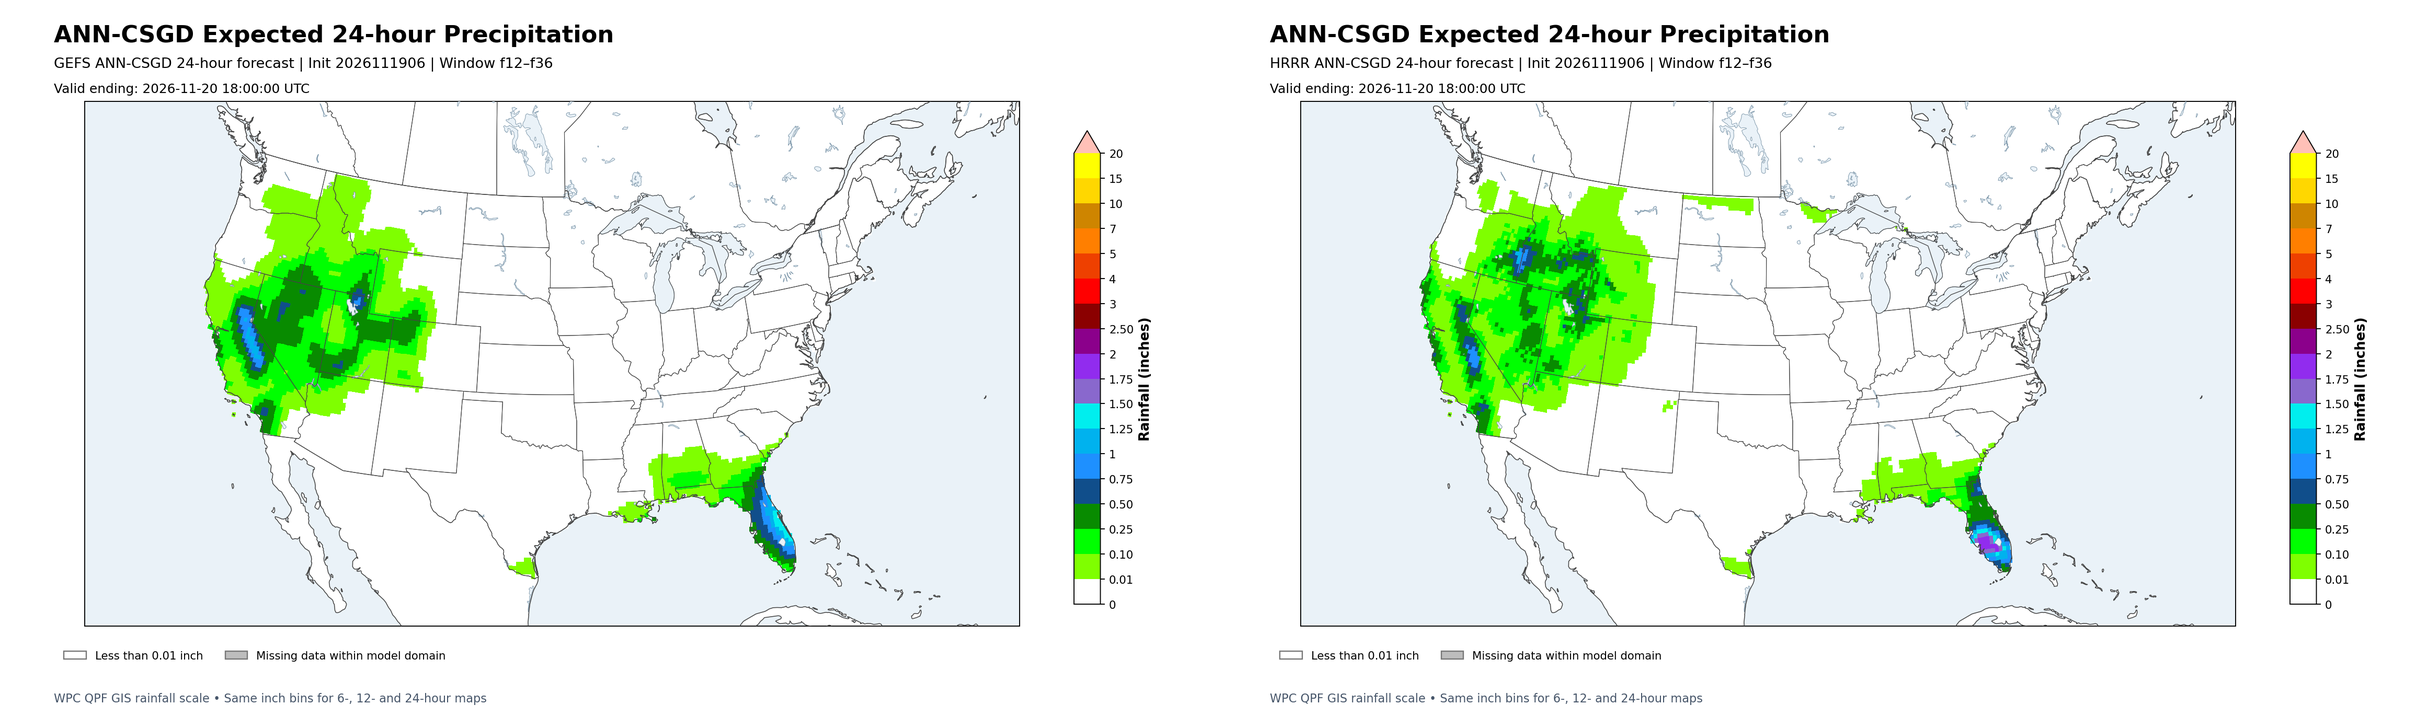 ANN-CSGD Expected 24-hour Precipitation
GEFS ANN-CSGD 24-hour forecast | Init 2026111906 | Window f12–f36
Valid ending: 2026-11-20 18:00:00 UTC
20
15
10
7
5
4
3
2.50
2
1.75
1.50
1.25
1
0.75
0.50
0.25
0.10
0.01
0
Rainfall (inches)
Less than 0.01 inch
Missing data within model domain
WPC QPF GIS rainfall scale • Same inch bins for 6-, 12- and 24-hour maps
ANN-CSGD Expected 24-hour Precipitation
HRRR ANN-CSGD 24-hour forecast | Init 2026111906 | Window f12–f36
Valid ending: 2026-11-20 18:00:00 UTC
20
15
10
7
5
4
3
2.50
2
1.75
1.50
1.25
1
0.75
0.50
0.25
0.10
0.01
0
Rainfall (inches)
Less than 0.01 inch
Missing data within model domain
WPC QPF GIS rainfall scale • Same inch bins for 6-, 12- and 24-hour maps